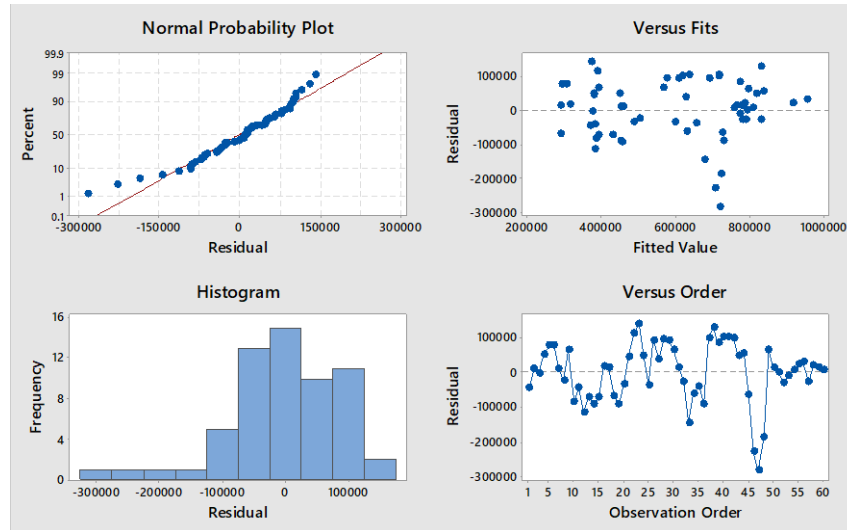 Normal Probability Plot
99.9
99
90
50
10
1
0.1
Percent
-300000 -150000 0 150000 300000
Residual
Versus Fits
100000
0
-100000
-200000
-300000
Residual
200000 400000 600000 800000 1000000
Fitted Value
Histogram
16
12
8
4
0
Frequency
-300000 -200000 -100000 0 100000
Residual
Versus Order
100000
0
-100000
-200000
-300000
Residual
1 5 10 15 20 25 30 35 40 45 50 55 60
Observation Order